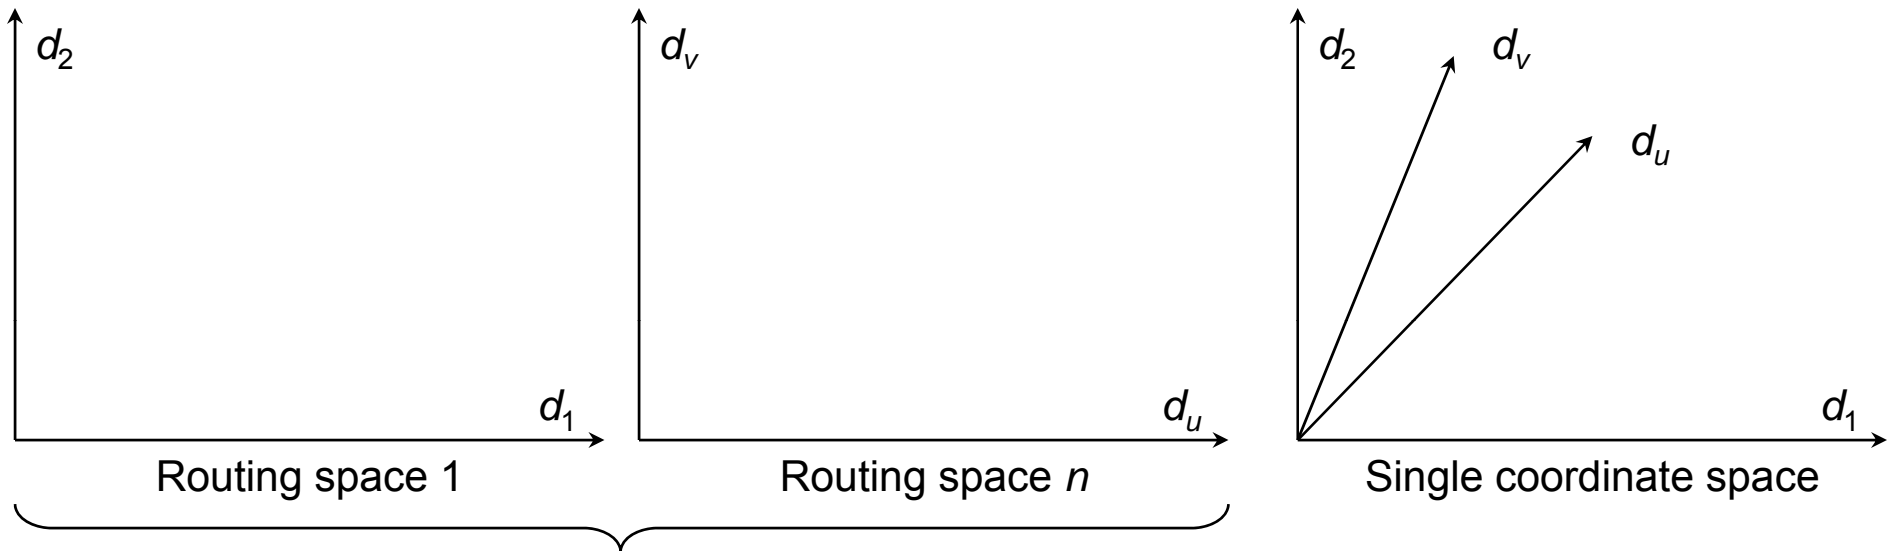 d₂
d₁
Routing space 1
dᵥ
dᵤ
Routing space n
d₂
dᵥ
dᵤ
d₁
Single coordinate space